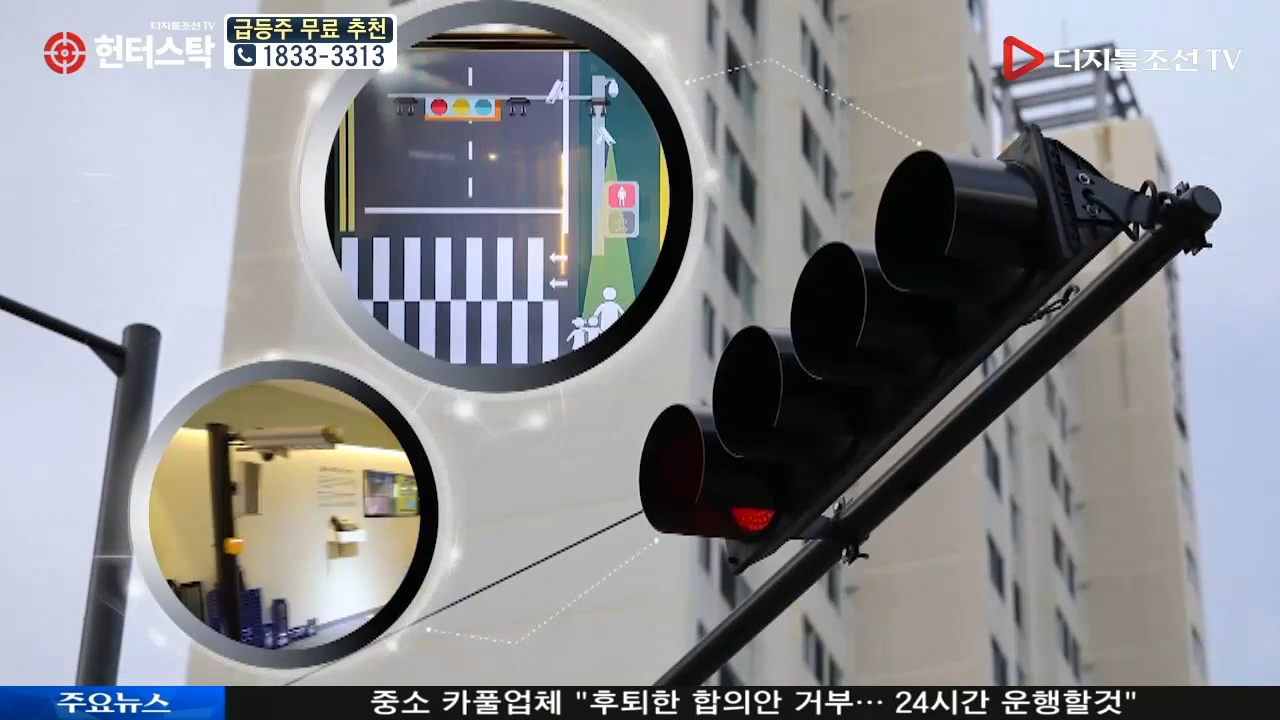 디지틀조선TV
헌터스탁
급등주 무료 추천
1833-3313
디지틀조선TV
주요뉴스
중소 카풀업체 "후퇴한 합의안 거부… 24시간 운행할것"